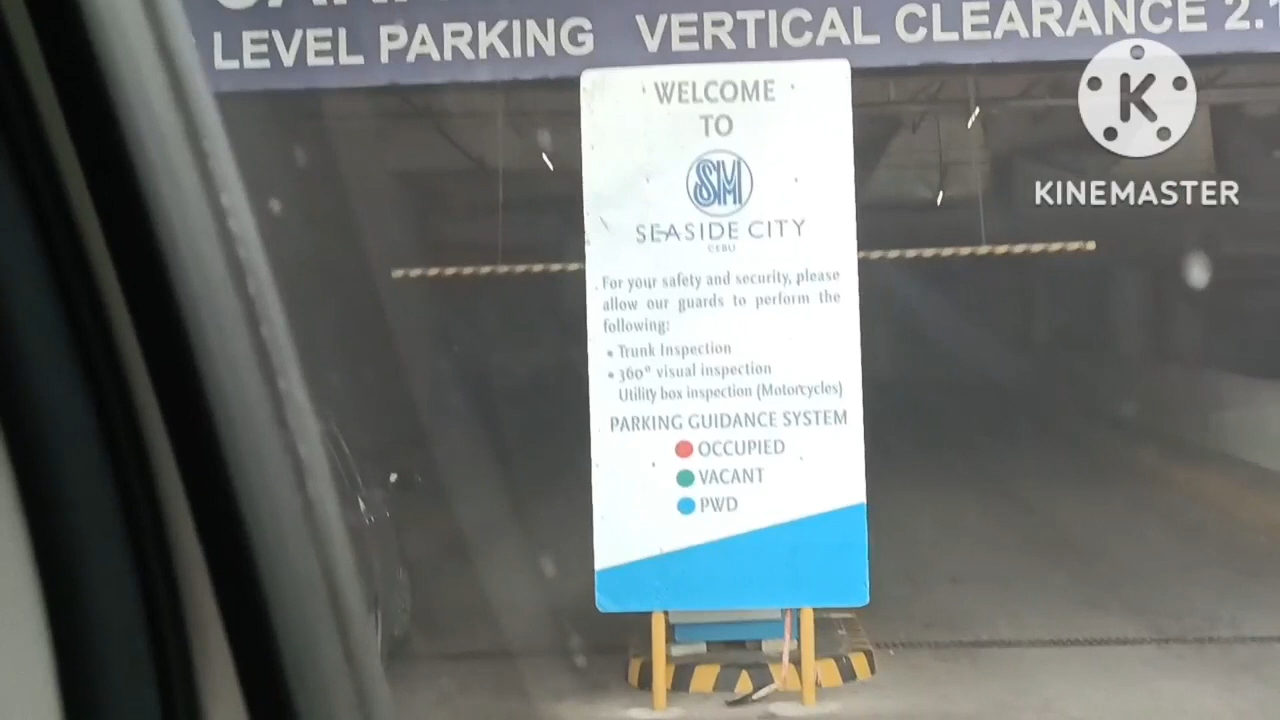 LEVEL PARKING VERTICAL CLEARANCE 2.
WELCOME
TO
SM
SEASIDE CITY
CEBU
For your safety and security, please
allow our guards to perform the
following:
• Trunk Inspection
• 360° visual inspection
Utility box inspection (Motorcycles)
PARKING GUIDANCE SYSTEM
OCCUPIED
VACANT
PWD
K
KINEMASTER